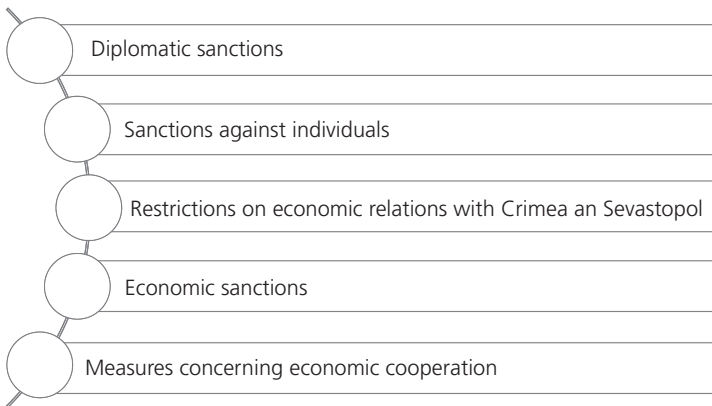 Diplomatic sanctions
Sanctions against individuals
Restrictions on economic relations with Crimea an Sevastopol
Economic sanctions
Measures concerning economic cooperation